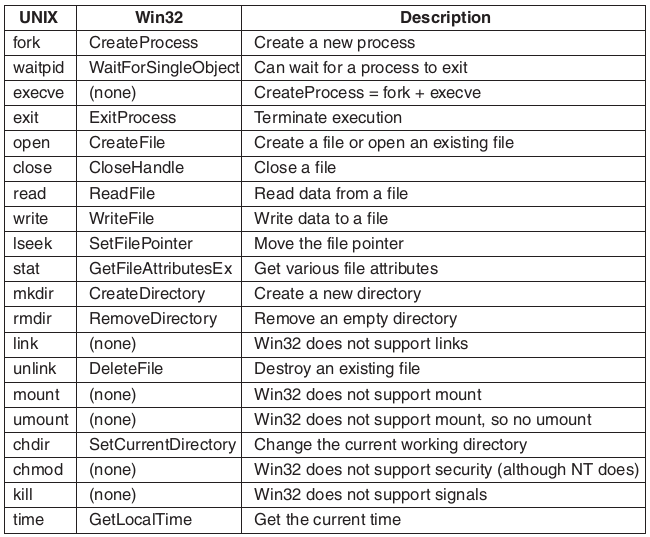 UNIX Win32 Description
fork CreateProcess Create a new process
waitpid WaitForSingleObject Can wait for a process to exit
execve (none) CreateProcess = fork + execve
exit ExitProcess Terminate execution
open CreateFile Create a file or open an existing file
close CloseHandle Close a file
read ReadFile Read data from a file
write WriteFile Write data to a file
lseek SetFilePointer Move the file pointer
stat GetFileAttributesEx Get various file attributes
mkdir CreateDirectory Create a new directory
rmdir RemoveDirectory Remove an empty directory
link (none) Win32 does not support links
unlink DeleteFile Destroy an existing file
mount (none) Win32 does not support mount
umount (none) Win32 does not support mount, so no umount
chdir SetCurrentDirectory Change the current working directory
chmod (none) Win32 does not support security (although NT does)
kill (none) Win32 does not support signals
time GetLocalTime Get the current time